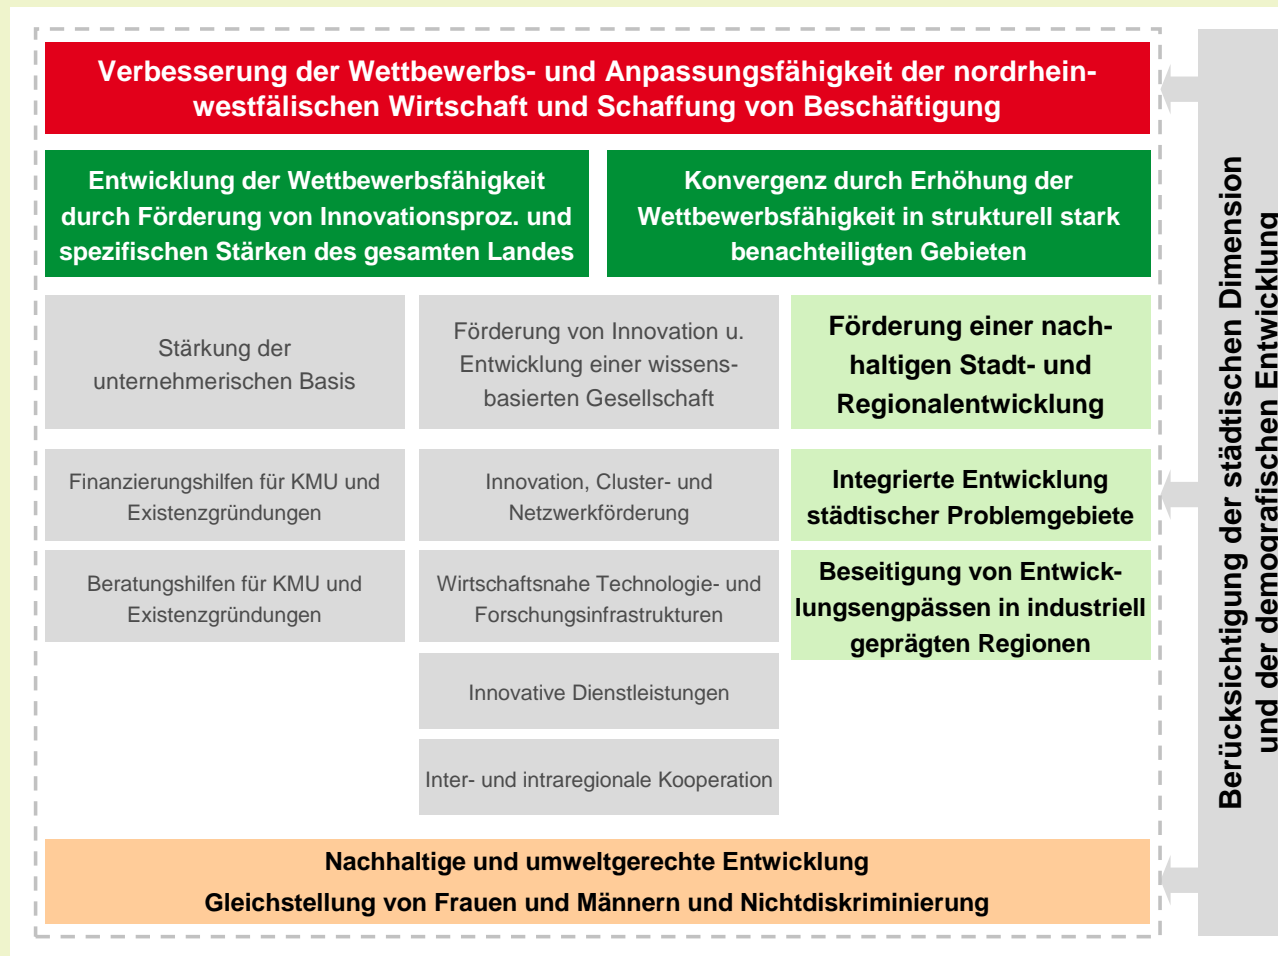 Verbesserung der Wettbewerbs- und Anpassungsfähigkeit der nordrhein-
westfälischen Wirtschaft und Schaffung von Beschäftigung
Entwicklung der Wettbewerbsfähigkeit
durch Förderung von Innovationsproz. und
spezifischen Stärken des gesamten Landes
Konvergenz durch Erhöhung der
Wettbewerbsfähigkeit in strukturell stark
benachteiligten Gebieten
Stärkung der
unternehmerischen Basis
Förderung von Innovation u.
Entwicklung einer wissens-
basierten Gesellschaft
Förderung einer nach-
haltigen Stadt- und
Regionalentwicklung
Finanzierungshilfen für KMU und
Existenzgründungen
Innovation, Cluster- und
Netzwerkförderung
Integrierte Entwicklung
städtischer Problemgebiete
Beratungshilfen für KMU und
Existenzgründungen
Wirtschaftsnahe Technologie- und
Forschungsinfrastrukturen
Beseitigung von Entwick-
lungsengpässen in industriell
geprägten Regionen
Innovative Dienstleistungen
Inter- und intraregionale Kooperation
Nachhaltige und umweltgerechte Entwicklung
Gleichstellung von Frauen und Männern und Nichtdiskriminierung
Berücksichtigung der städtischen Dimension
und der demografischen Entwicklung